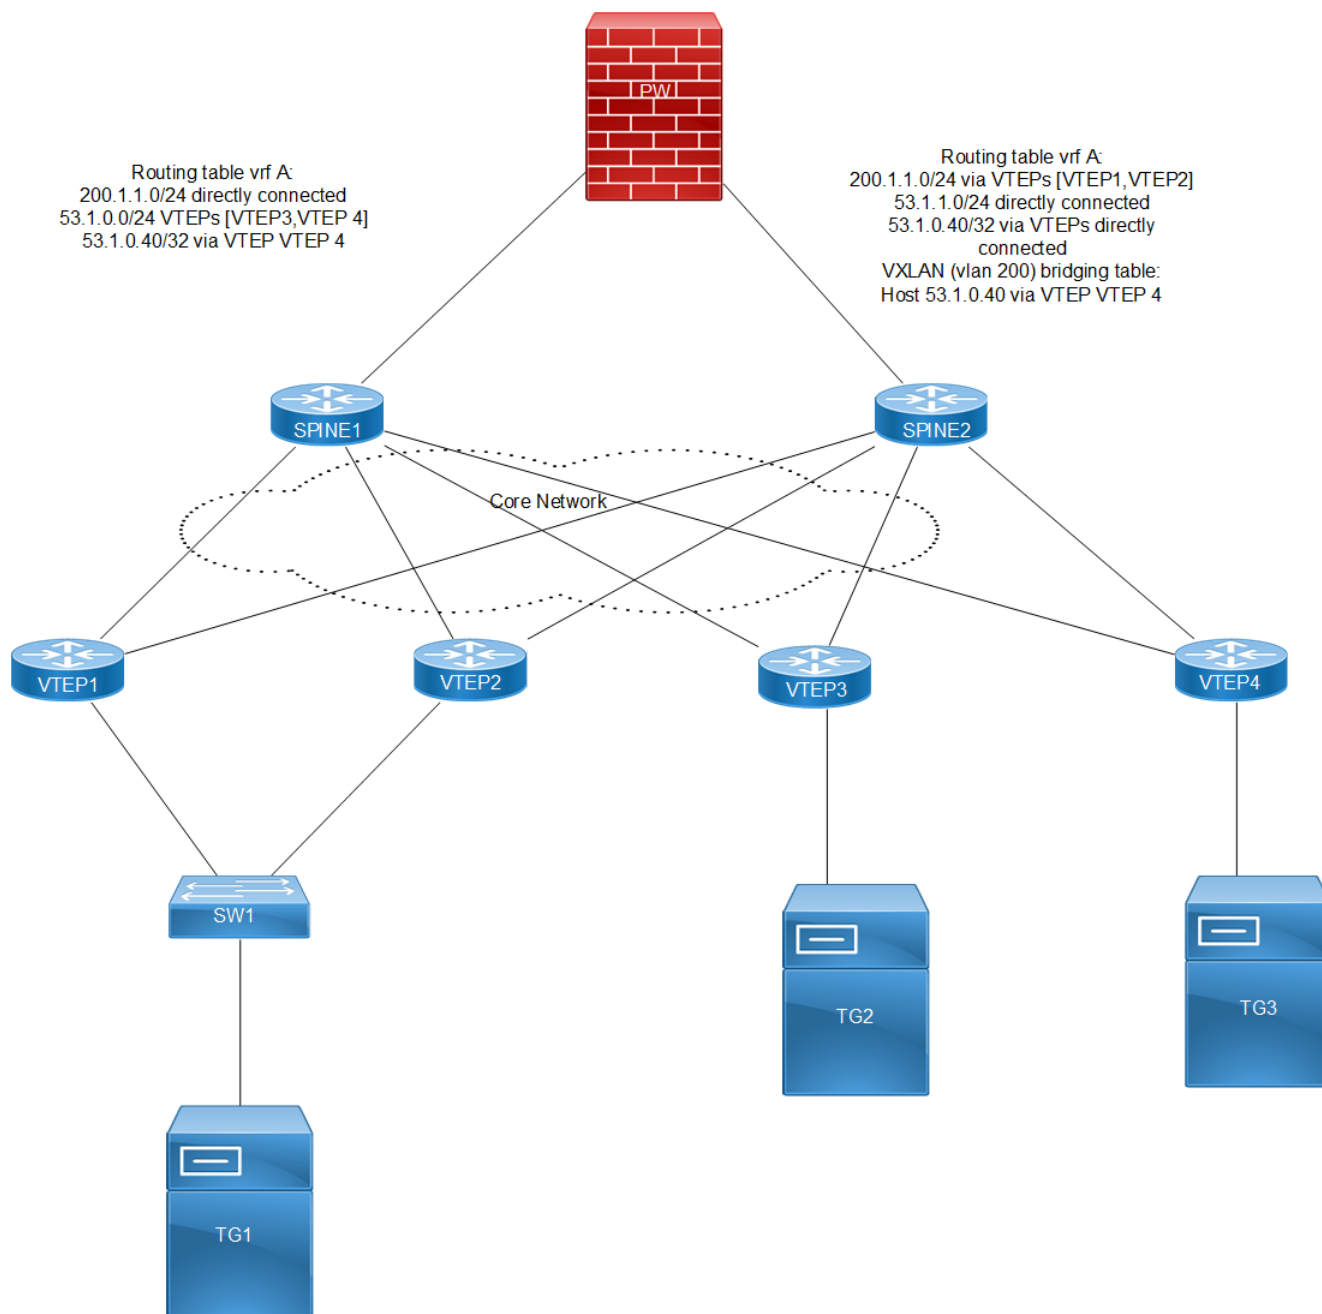 PW
Routing table vrf A:
200.1.1.0/24 directly connected
53.1.0.0/24 VTEPs [VTEP3,VTEP 4]
53.1.0.40/32 via VTEP VTEP 4
Routing table vrf A:
200.1.1.0/24 via VTEPs [VTEP1,VTEP2]
53.1.1.0/24 directly connected
53.1.0.40/32 via VTEPs directly
connected
VXLAN (vlan 200) bridging table:
Host 53.1.0.40 via VTEP VTEP 4
SPINE1
SPINE2
Core Network
VTEP1
VTEP2
VTEP3
VTEP4
SW1
TG2
TG3
TG1